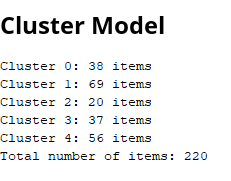 Cluster Model
Cluster 0: 38 items
Cluster 1: 69 items
Cluster 2: 20 items
Cluster 3: 37 items
Cluster 4: 56 items
Total number of items: 220